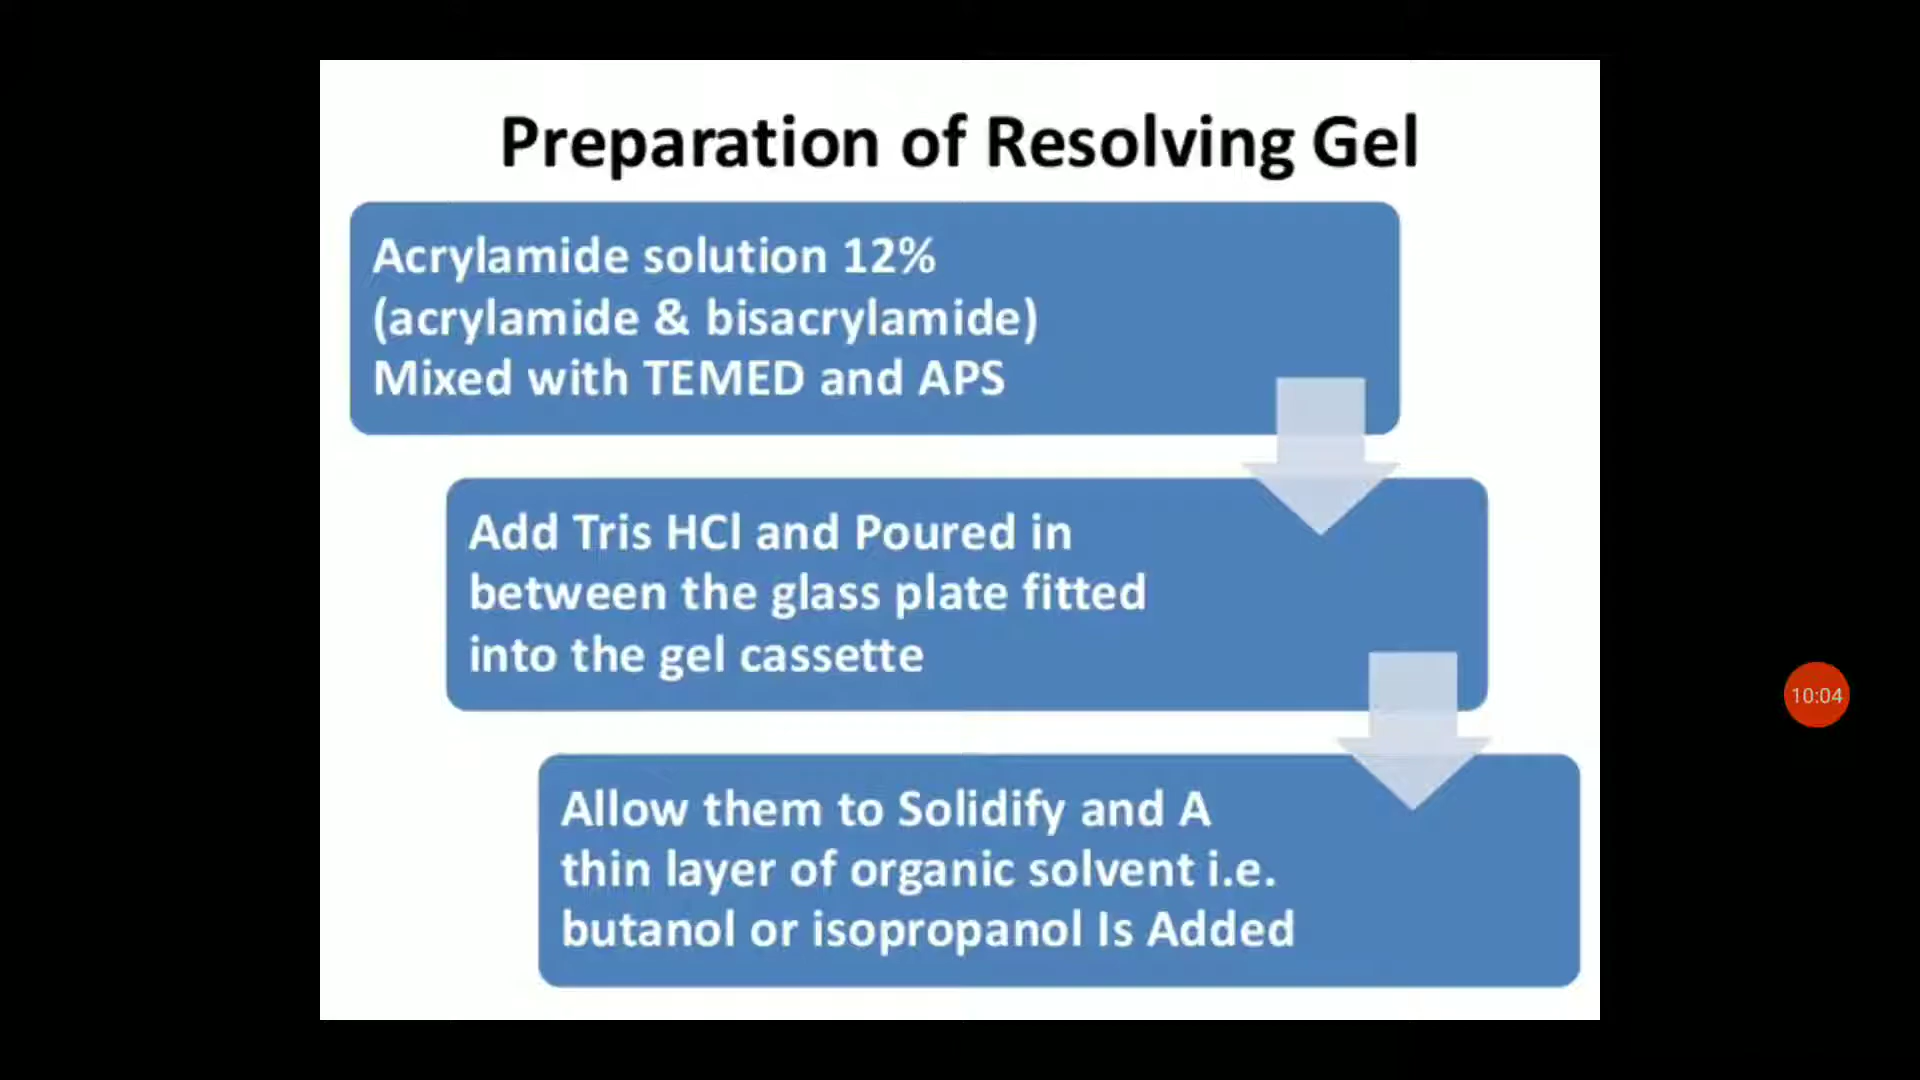 Preparation of Resolving Gel
Acrylamide solution 12%
(acrylamide & bisacrylamide)
Mixed with TEMED and APS
Add Tris HCl and Poured in
between the glass plate fitted
into the gel cassette
Allow them to Solidify and A
thin layer of organic solvent i.e.
butanol or isopropanol Is Added
10:04